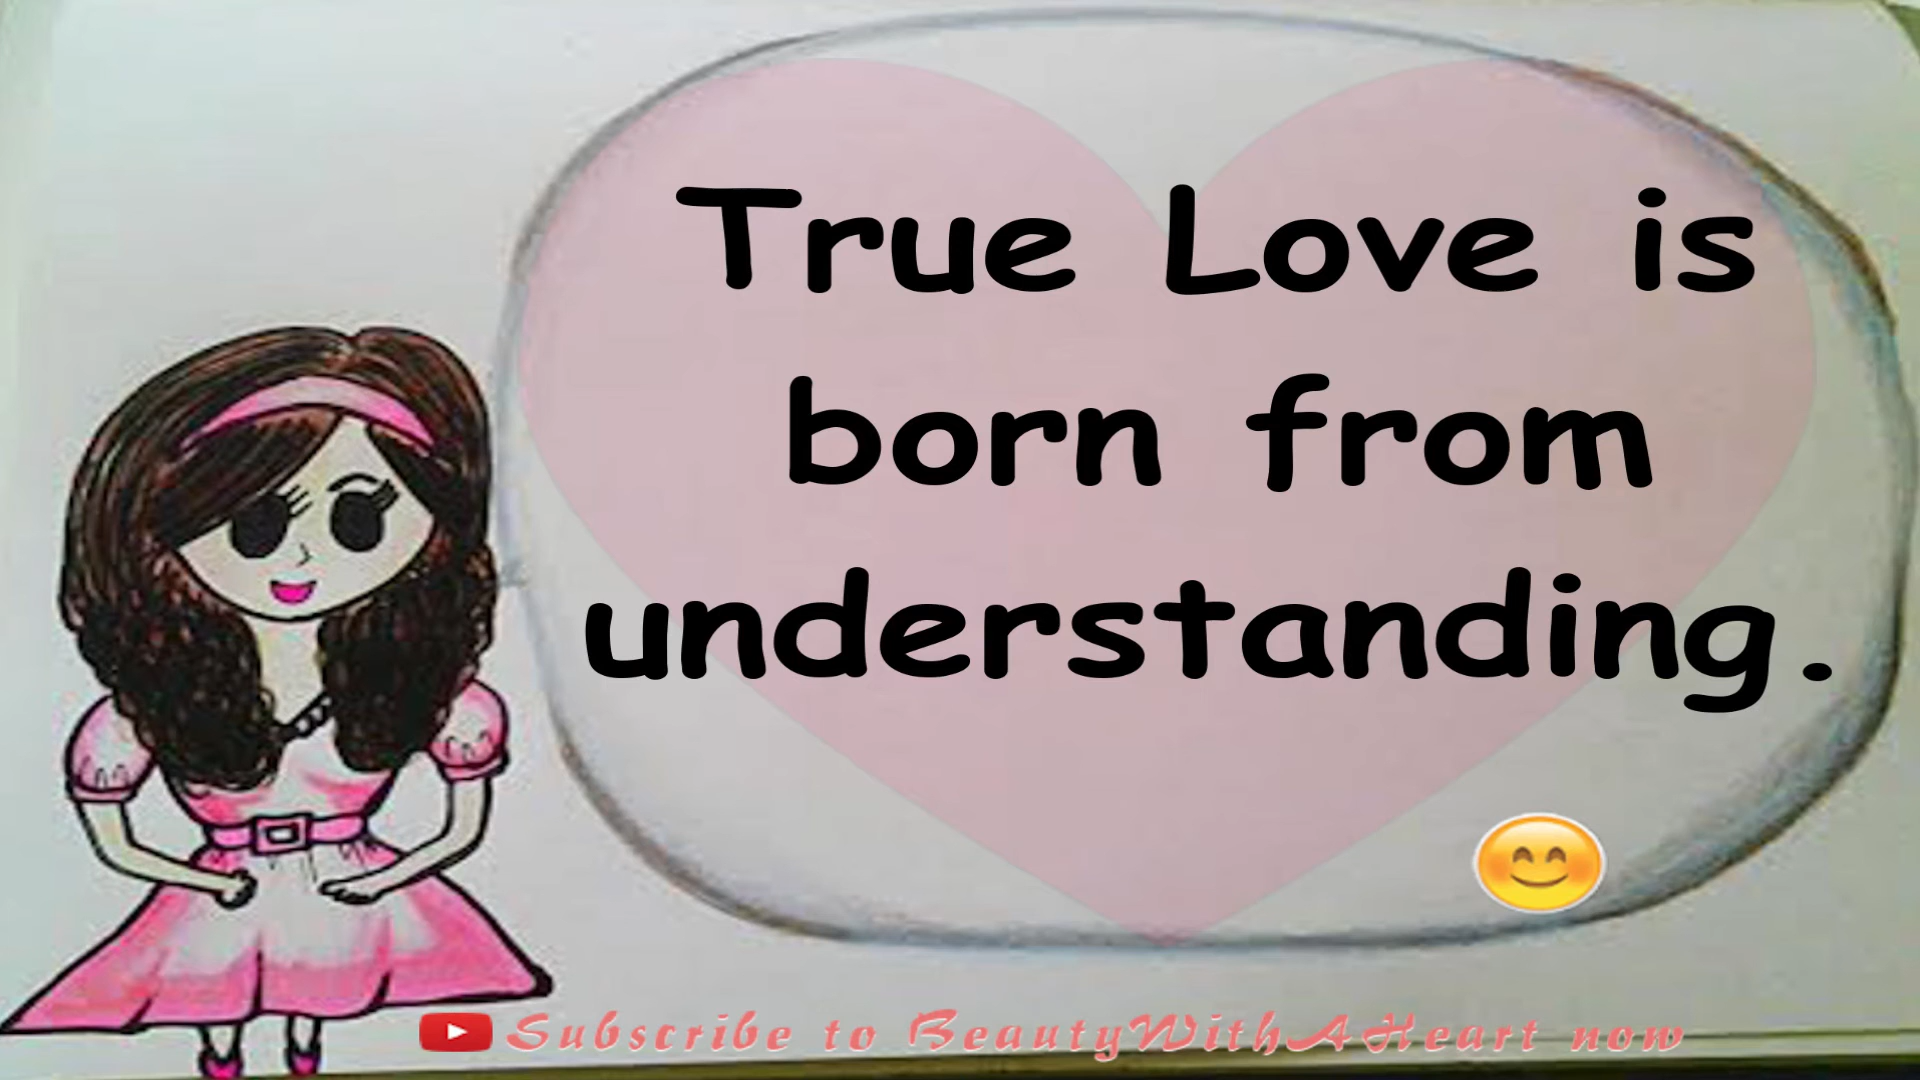 True Love is
born from
understanding.
Subscribe to BeautyWithAHeart now